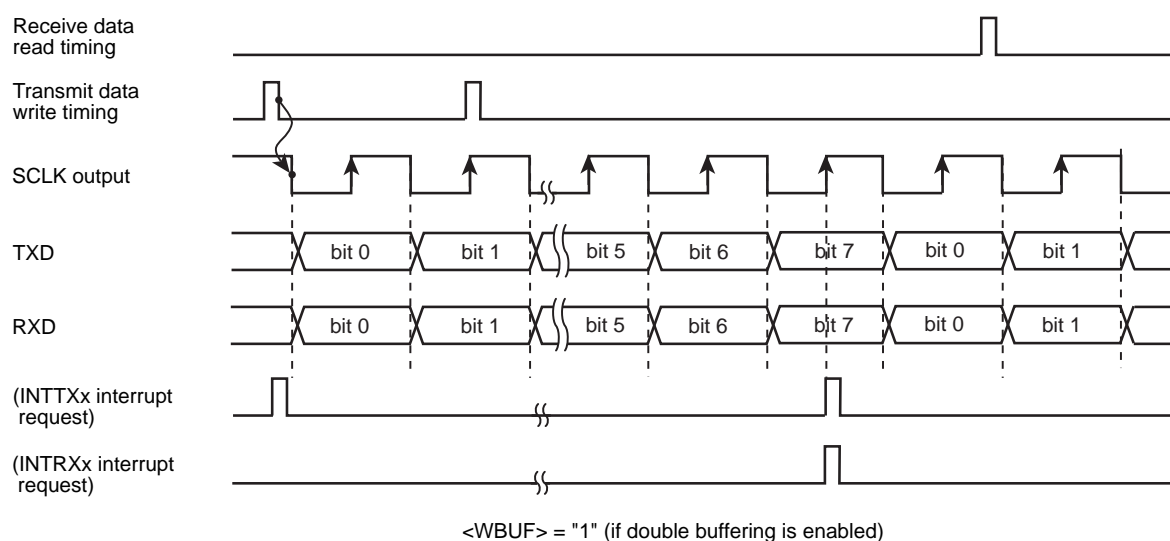 Receive data
read timing
Transmit data
write timing
SCLK output
TXD
bit 0 bit 1 bit 5 bit 6 bit 7 bit 0 bit 1
RXD
bit 0 bit 1 bit 5 bit 6 bit 7 bit 0 bit 1
(INTTXx interrupt
request)
(INTRXx interrupt
request)
<WBUF> = "1" (if double buffering is enabled)